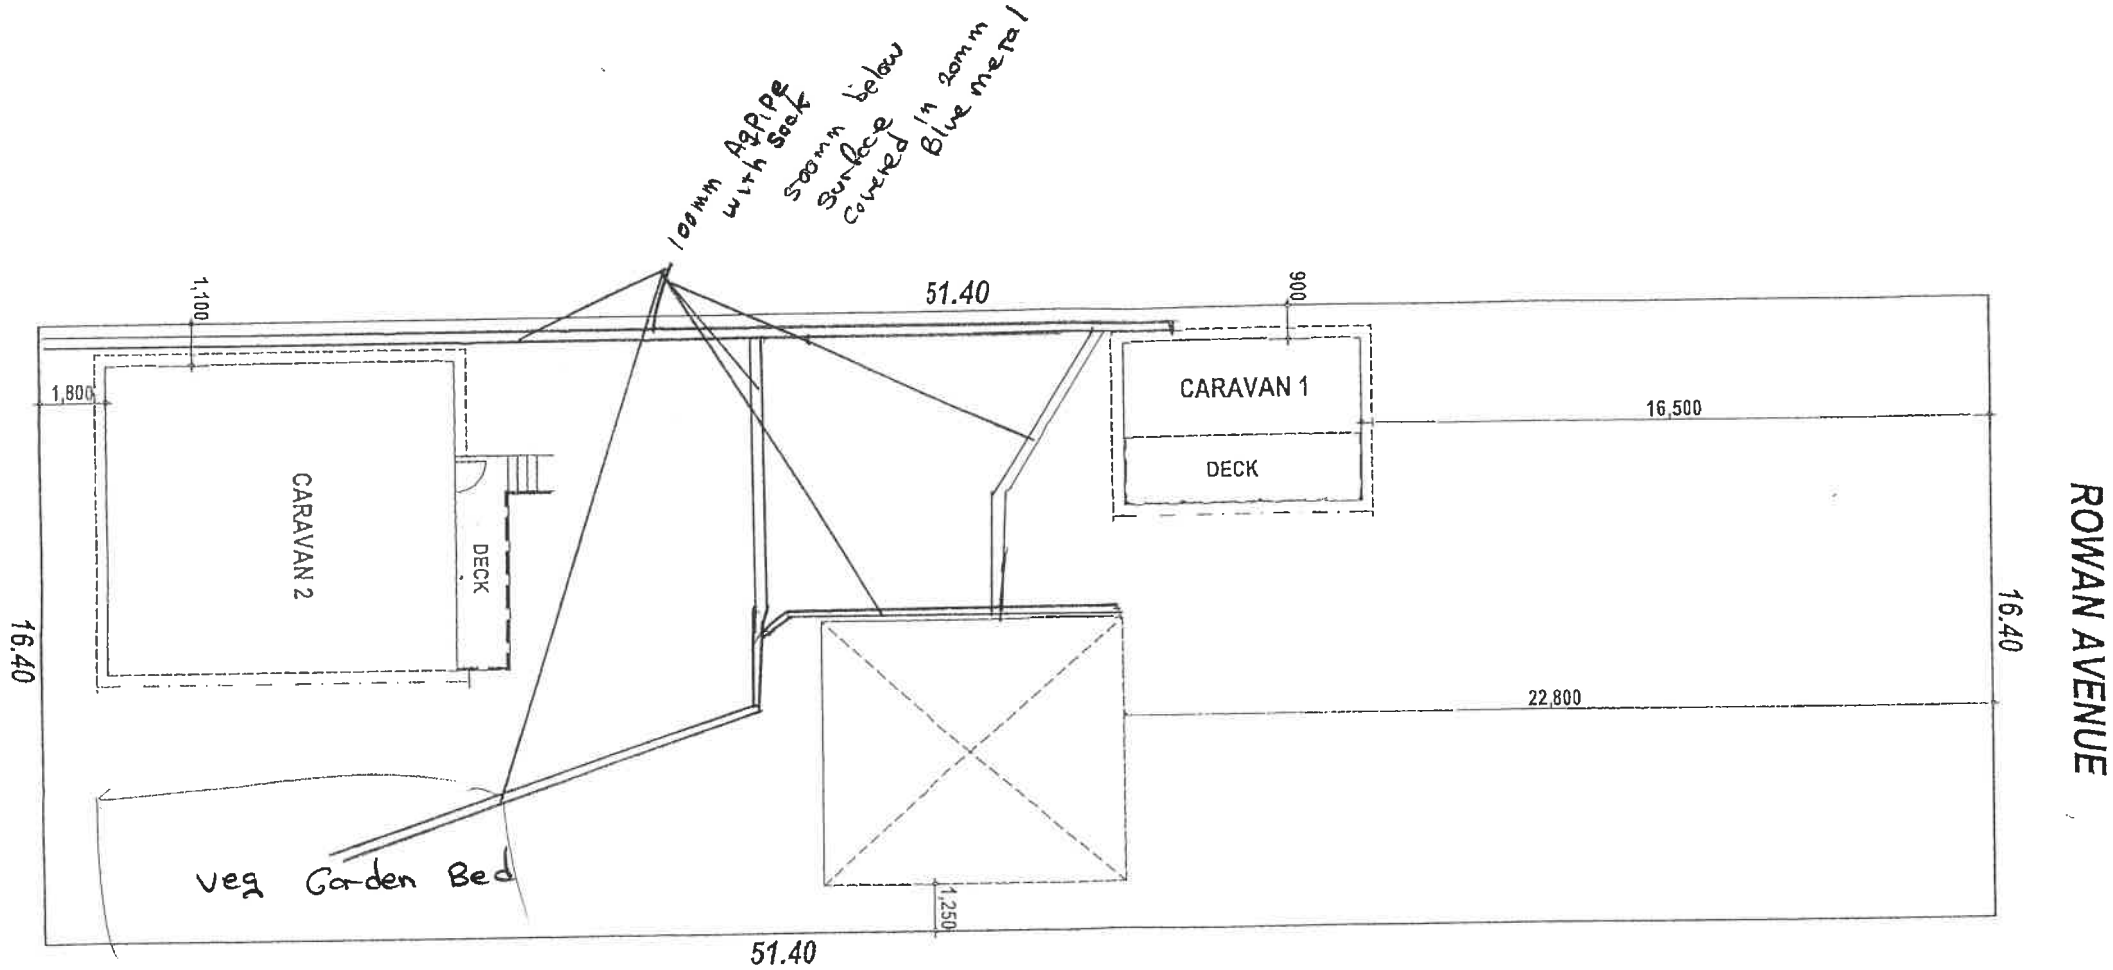 100mm AgPiPe
with Sock
500mm below
Surface
Covered in 20mm
Blue metal
1,100
51.40
900
1,800
CARAVAN 1
16,500
DECK
CARAVAN 2
DECK
16.40
16.40
ROWAN AVENUE
22,800
Veg Garden Bed
1,250
51.40